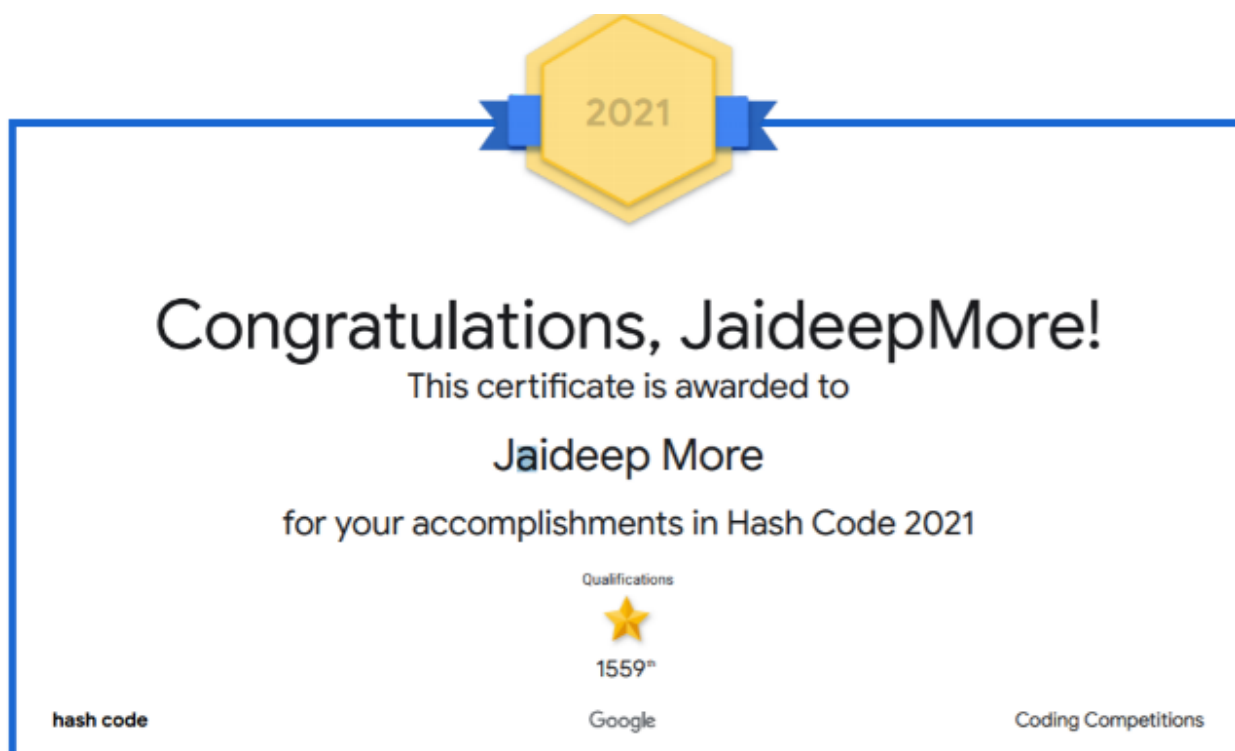 2021
Congratulations, JaideepMore!
This certificate is awarded to
Jaideep More
for your accomplishments in Hash Code 2021
Qualifications
1559th
hash code Google Coding Competitions